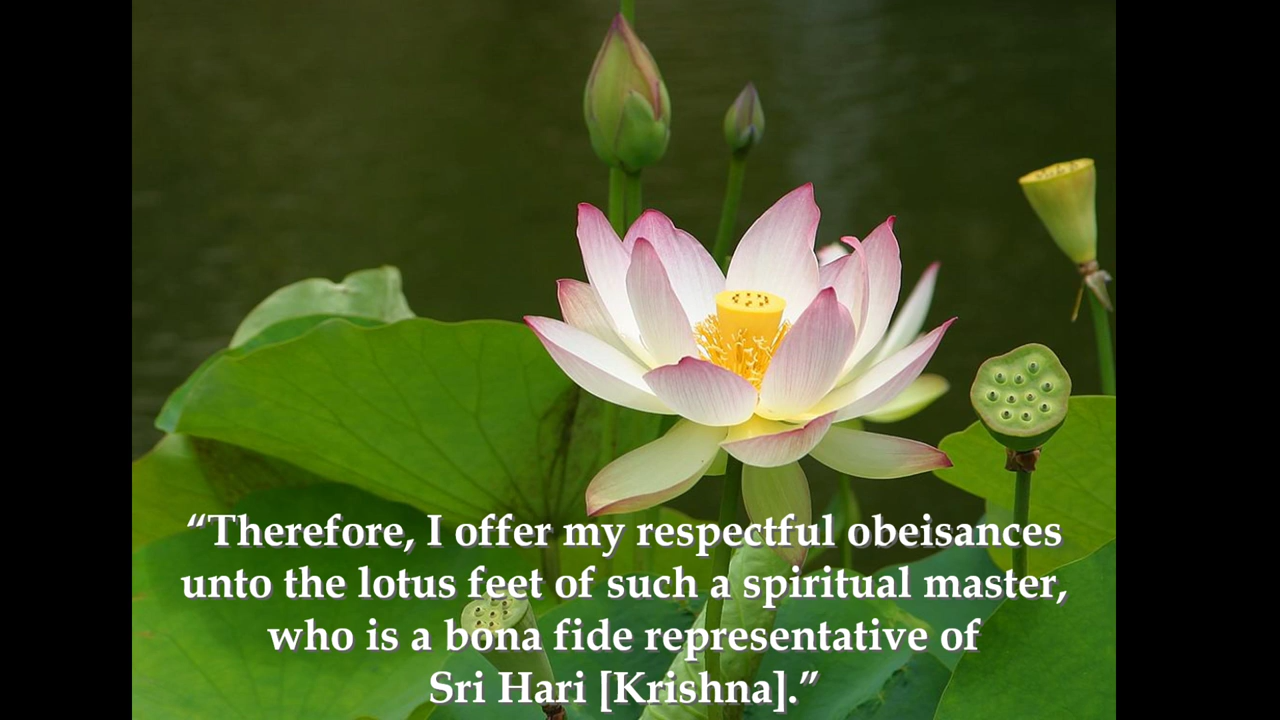 “Therefore, I offer my respectful obeisances
unto the lotus feet of such a spiritual master,
who is a bona fide representative of
Sri Hari [Krishna].”